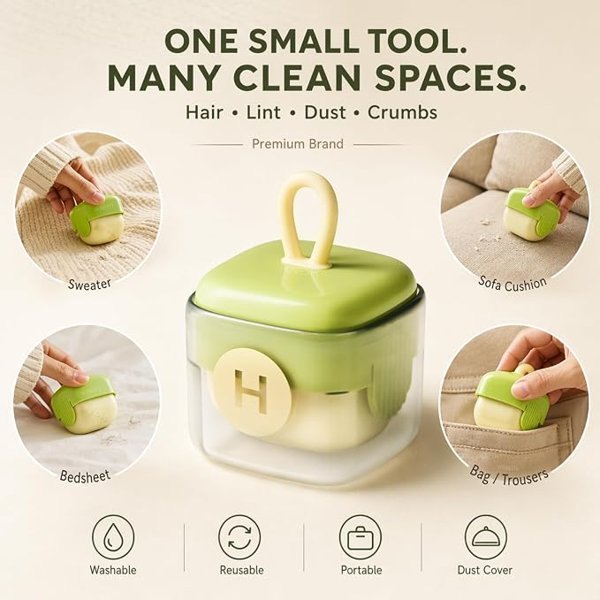 ONE SMALL TOOL.
MANY CLEAN SPACES.
Hair • Lint • Dust • Crumbs
Premium Brand
Sweater
Sofa Cushion
H
Bedsheet
Bag / Trousers
Washable
Reusable
Portable
Dust Cover